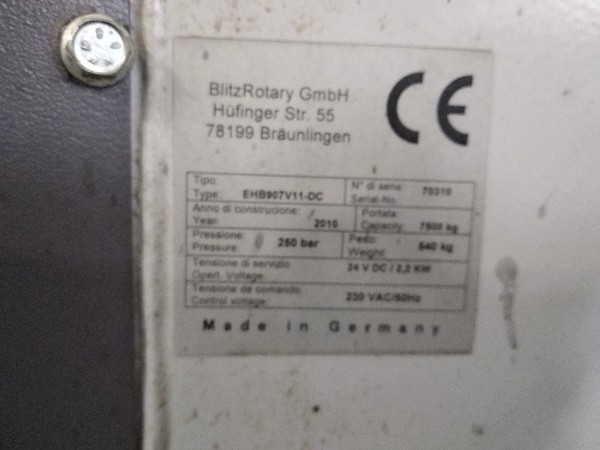 BlitzRotary GmbH
Hüfinger Str. 55
78199 Bräunlingen
CE
Tipo:
Type: EHB907V11-DC
N° di serie: 70310
Serial-No.
Anno di construzione:
Year: 2010
Portata:
Capacity: 7500 kg
Pressione:
Pressure: 250 bar
Peso:
Weight: 540 kg
Tensione di servizio
Opert. Voltage: 24 V DC / 2,2 KW
Tensione de comando
Control voltage: 230 VAC/50Hz
Made in Germany